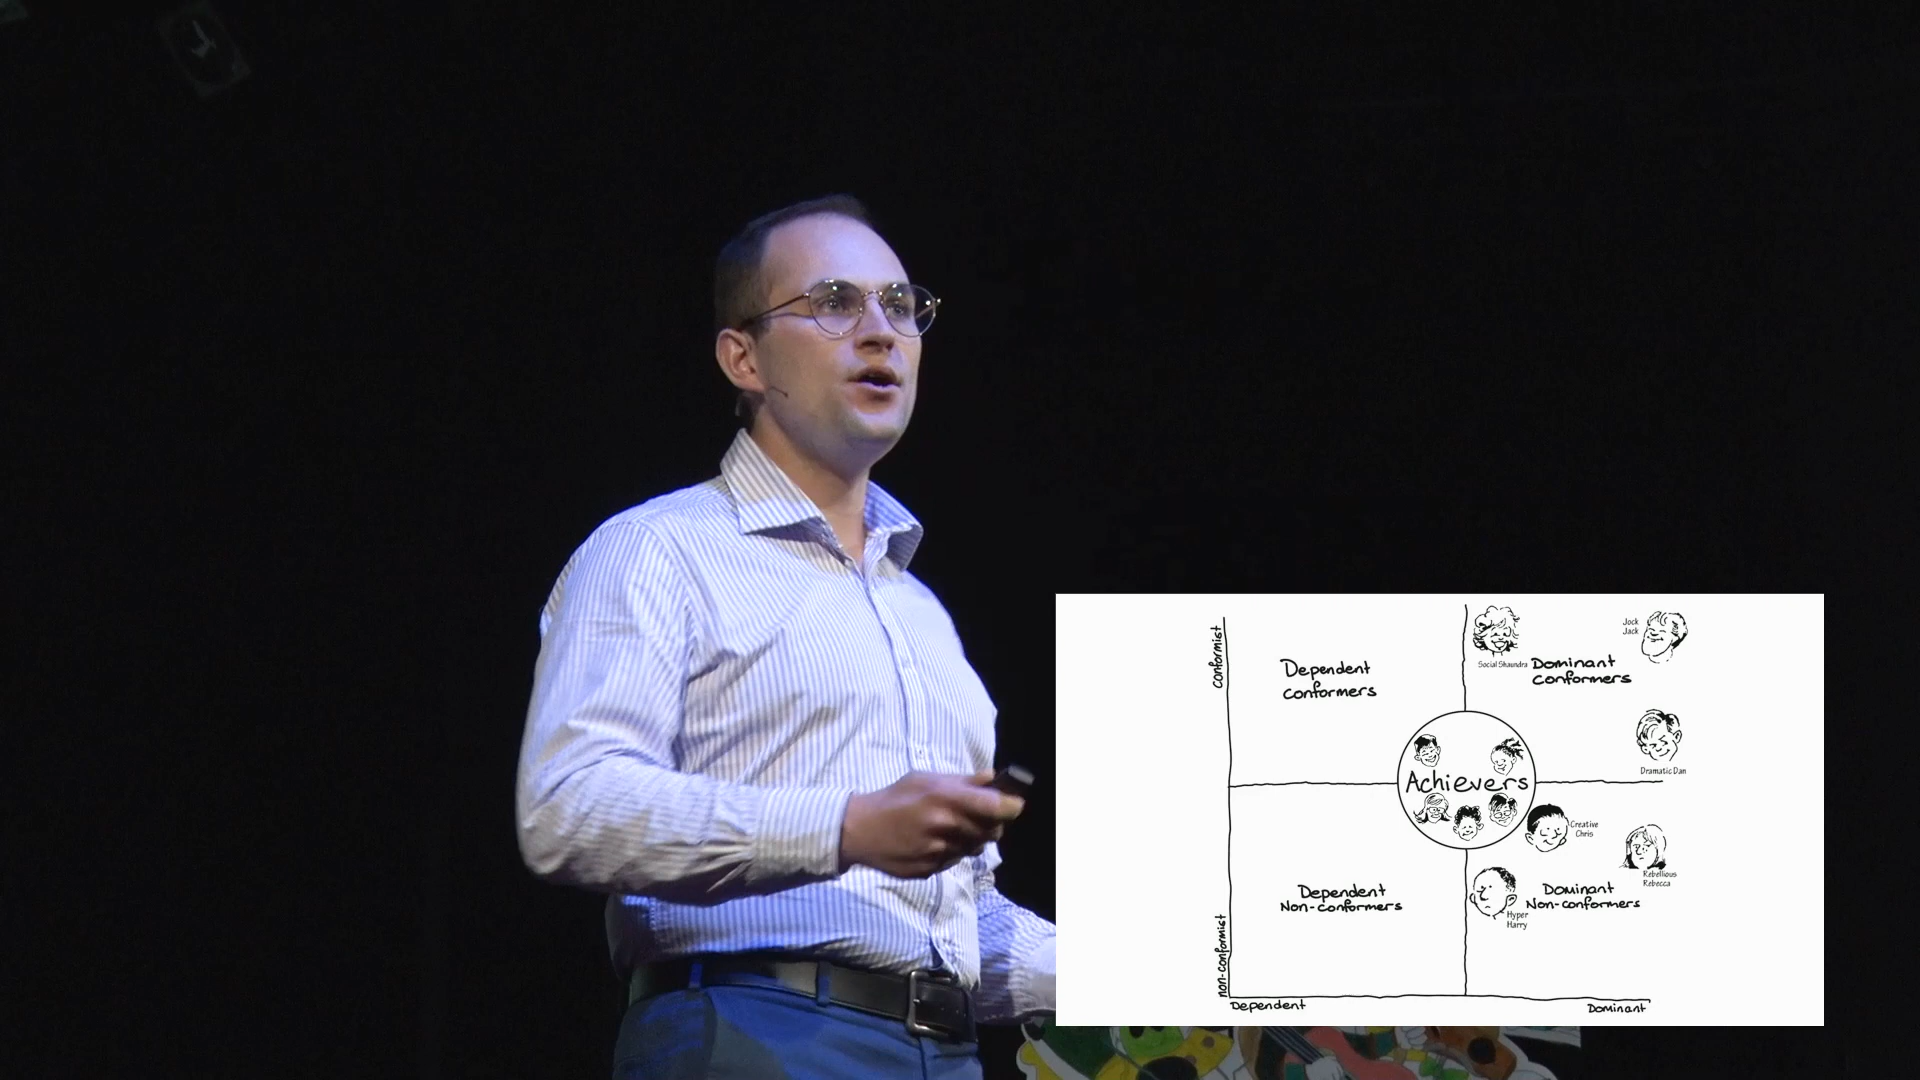 conformist
Dependent
conformers
Social Shaundra
Dominant
conformers
Jock
Jack
Dramatic Dan
Achievers
Creative
Chris
Rebellious
Rebecca
Hyper
Harry
Dependent
Non-conformers
Dominant
Non-conformers
non-conformist
Dependent
Dominant